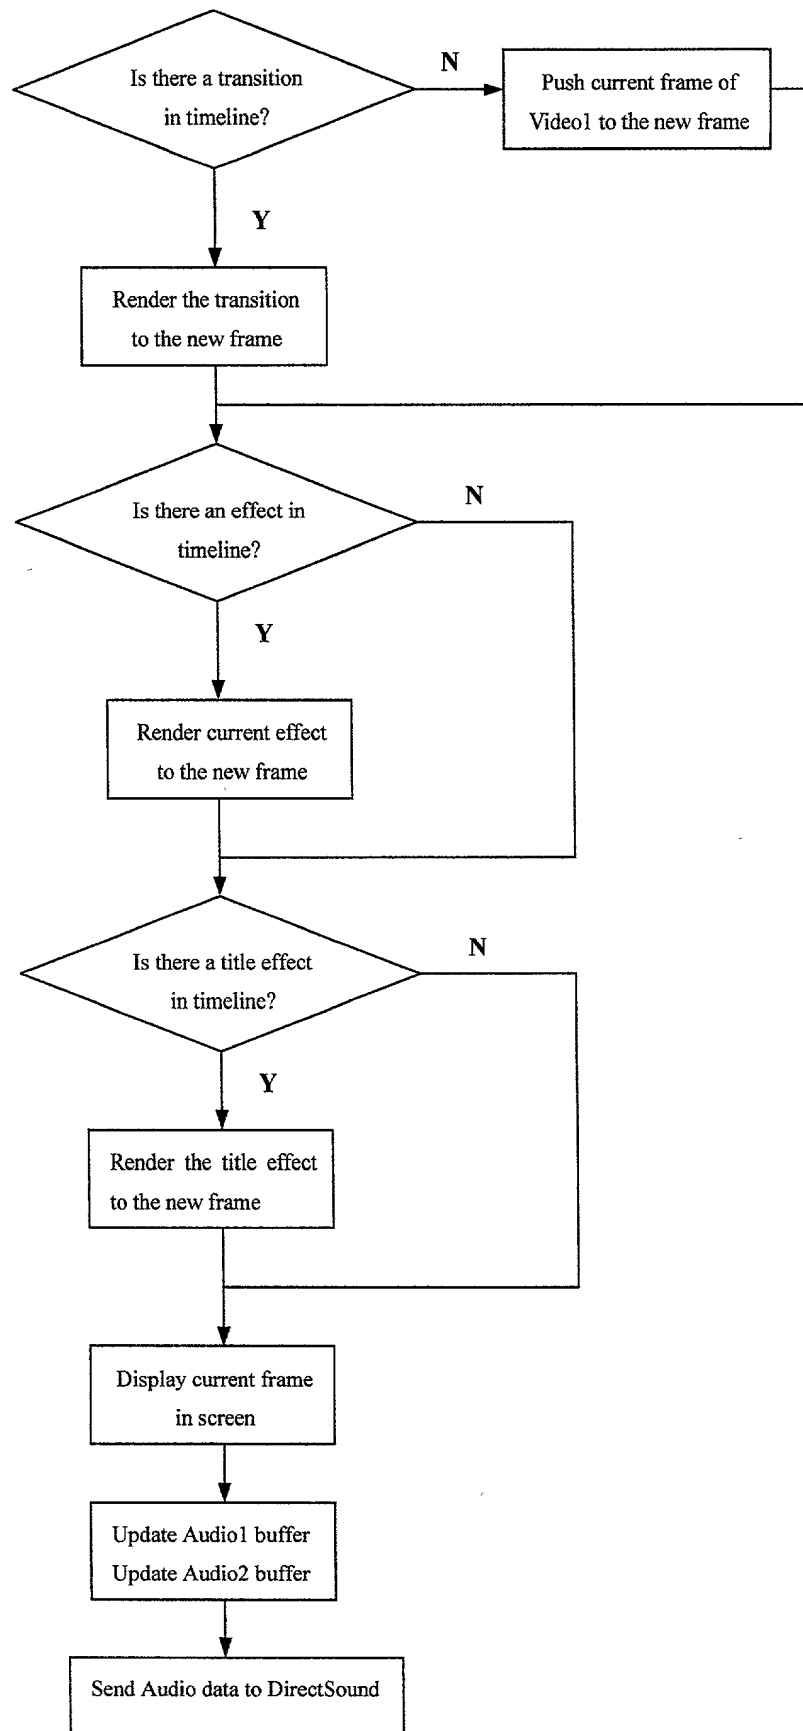 Is there a transition
in timeline?
N
Push current frame of
Video1 to the new frame
Y
Render the transition
to the new frame
Is there an effect in
timeline?
N
Y
Render current effect
to the new frame
Is there a title effect
in timeline?
N
Y
Render the title effect
to the new frame
Display current frame
in screen
Update Audio1 buffer
Update Audio2 buffer
Send Audio data to DirectSound